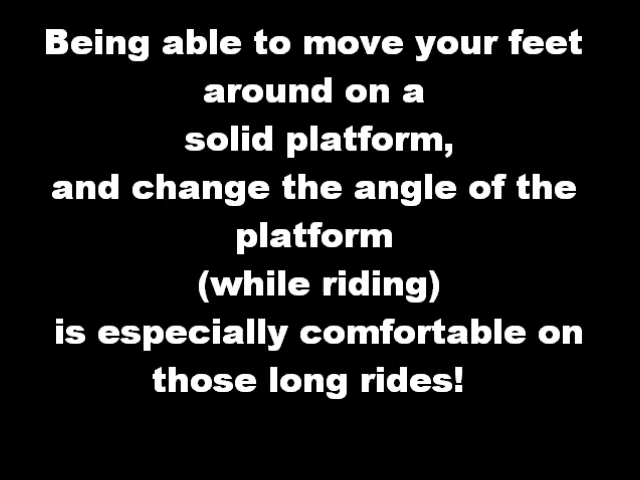 Being able to move your feet
around on a
solid platform,
and change the angle of the
platform
(while riding)
is especially comfortable on
those long rides!